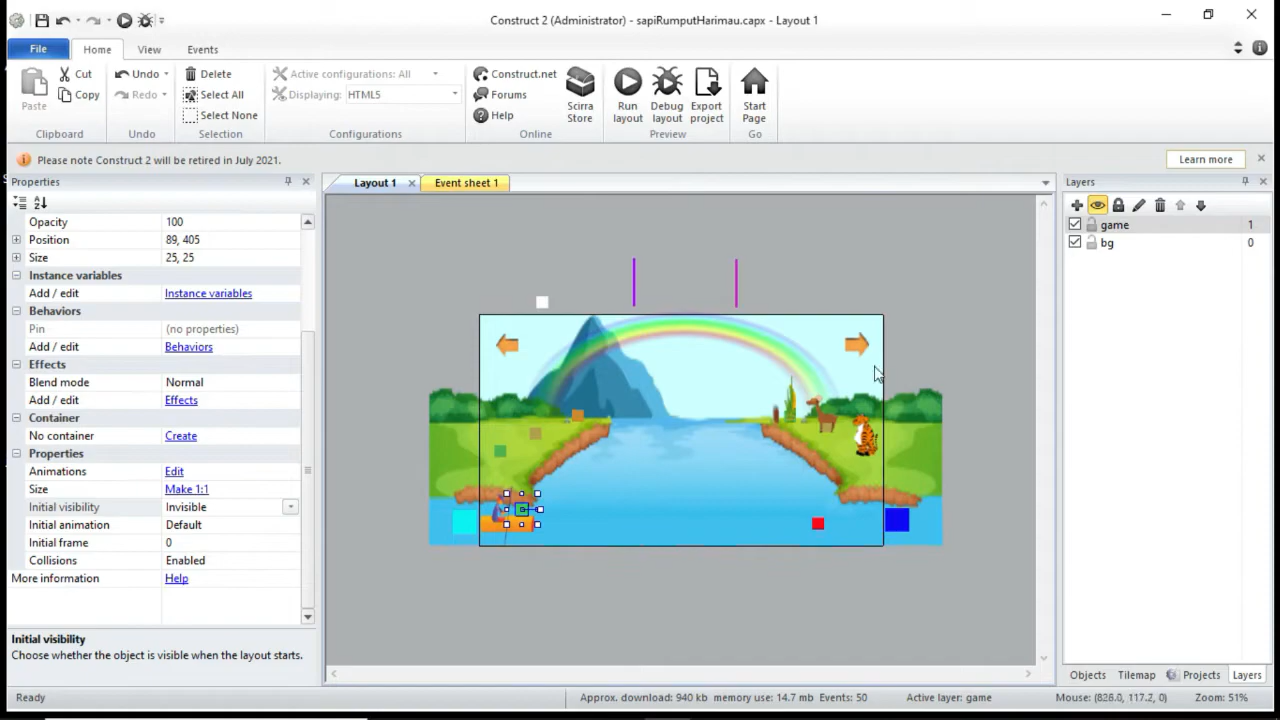 Construct 2 (Administrator) - sapiRumputHarimau.capx - Layout 1
File Home View Events
Paste
Cut
Copy
Clipboard
Undo
Redo
Undo
Delete
Select All
Select None
Selection
Active configurations: All
Displaying: HTML5
Configurations
Construct.net
Forums
Help
Scirra Store
Online
Run layout
Debug layout
Export project
Preview
Start Page
Go
Please note Construct 2 will be retired in July 2021.
Learn more
Properties
Opacity 100
Position 89, 405
Size 25, 25
Instance variables
Add / edit Instance variables
Behaviors
Pin (no properties)
Add / edit Behaviors
Effects
Blend mode Normal
Add / edit Effects
Container
No container Create
Properties
Animations Edit
Size Make 1:1
Initial visibility Invisible
Initial animation Default
Initial frame 0
Collisions Enabled
More information Help
Initial visibility
Choose whether the object is visible when the layout starts.
Layout 1
Event sheet 1
Layers
game 1
bg 0
Objects Tilemap Projects Layers
Ready
Approx. download: 940 kb memory use: 14.7 mb Events: 50
Active layer: game
Mouse: (828.0, 117.2, 0)
Zoom: 51%